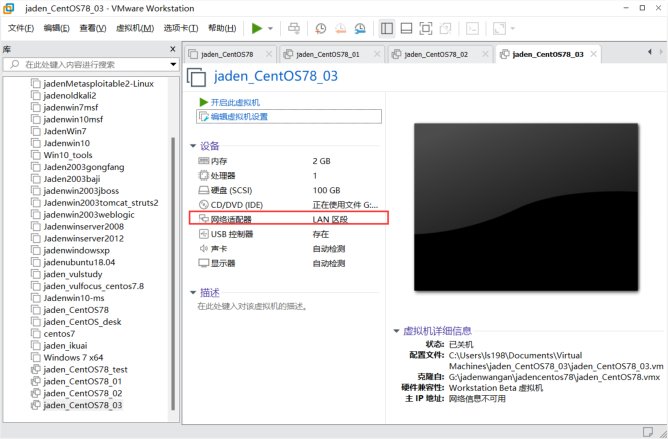 jaden_CentOS78_03 - VMware Workstation
文件(F) 编辑(E) 查看(V) 虚拟机(M) 选项卡(T) 帮助(H)
库
在此处键入内容进行搜索
jadenMetasploitable2-Linux
jadenoldkali2
jadenwin7msf
jadenwin10msf
JadenWin7
jadenwin10
Win10_tools
Jaden2003gongfang
Jaden2003baji
jadenwin2003jboss
Jadenwin2003tomcat_struts2
jadenwin2003weblogic
Jadenwinserver2008
Jadenwinserver2012
jadenwindowsxp
jadenubuntu18.04
jaden_vulstudy
jaden_vulfocus_centos7.8
Jadenwin10-ms
jaden_CentOS78
jaden_CentOS_desk
centos7
jaden_ikuai
Windows 7 x64
jaden_CentOS78_test
jaden_CentOS78_01
jaden_CentOS78_02
jaden_CentOS78_03
jaden_CentOS78 jaden_CentOS78_01 jaden_CentOS78_02 jaden_CentOS78_03
jaden_CentOS78_03
开启此虚拟机
编辑虚拟机设置
设备
内存 2 GB
处理器 1
硬盘 (SCSI) 100 GB
CD/DVD (IDE) 正在使用文件 G:...
网络适配器 LAN 区段
USB 控制器 存在
声卡 自动检测
显示器 自动检测
描述
在此处键入对该虚拟机的描述。
虚拟机详细信息
状态: 已关机
配置文件: C:\Users\ls198\Documents\Virtual
Machines\jaden_CentOS78_03\jaden_CentOS78_03.vm
克隆自: G:\jadenwangan\jadencentos78\jaden_CentOS78.vmx
硬件兼容性: Workstation Beta 虚拟机
主 IP 地址: 网络信息不可用